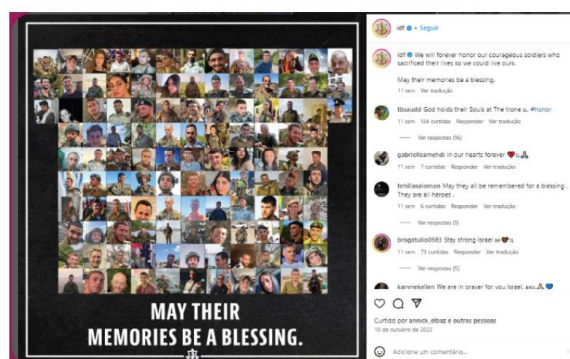 MAY THEIR
MEMORIES BE A BLESSING.
idf • Seguir
idf We will forever honor our courageous soldiers who
sacrificed their lives so we could live ours.
May their memories be a blessing.
11 sem Ver tradução
tbsaudd God holds their Souls at The trone #honor
11 sem 134 curtidas Responder Ver tradução
Ver respostas (16)
gabrielleamehdi in our hearts forever
11 sem 7 curtidas Responder Ver tradução
tehillasalomon May they all be remembered for a blessing .
They are all heroes .
11 sem 6 curtidas Responder Ver tradução
Ver respostas (5)
bragatulio0983 Stay strong Israel
11 sem 73 curtidas Responder Ver tradução
Ver respostas (5)
karynekellen We are in prayer for you Israel.
Curtido por annick_elbaz e outras pessoas
10 de outubro de 2023
Adicione um comentário...